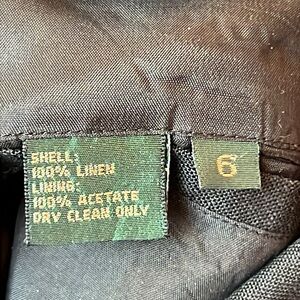 SHELL:
100% LINEN
LINING:
100% ACETATE
DRY CLEAN ONLY
6